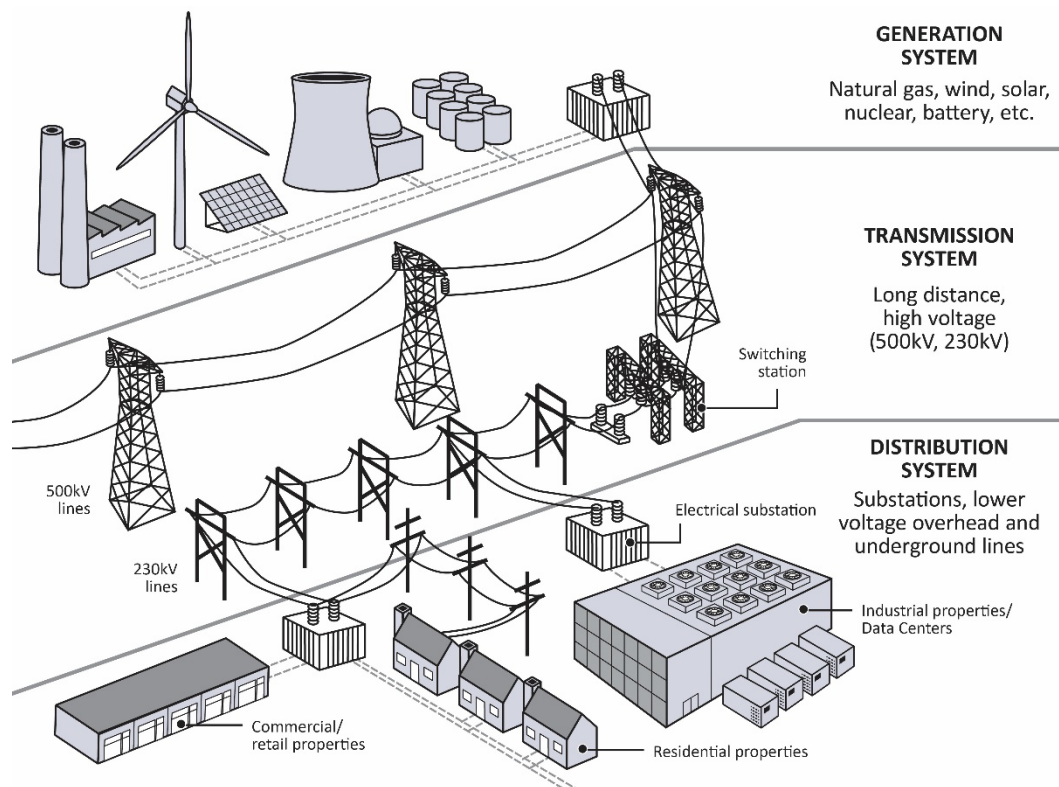 GENERATION
SYSTEM
Natural gas, wind, solar,
nuclear, battery, etc.
TRANSMISSION
SYSTEM
Long distance,
high voltage
(500kV, 230kV)
Switching
station
DISTRIBUTION
SYSTEM
Substations, lower
voltage overhead and
underground lines
500kV
lines
Electrical substation
230kV
lines
Industrial properties/
Data Centers
Commercial/
retail properties
Residential properties